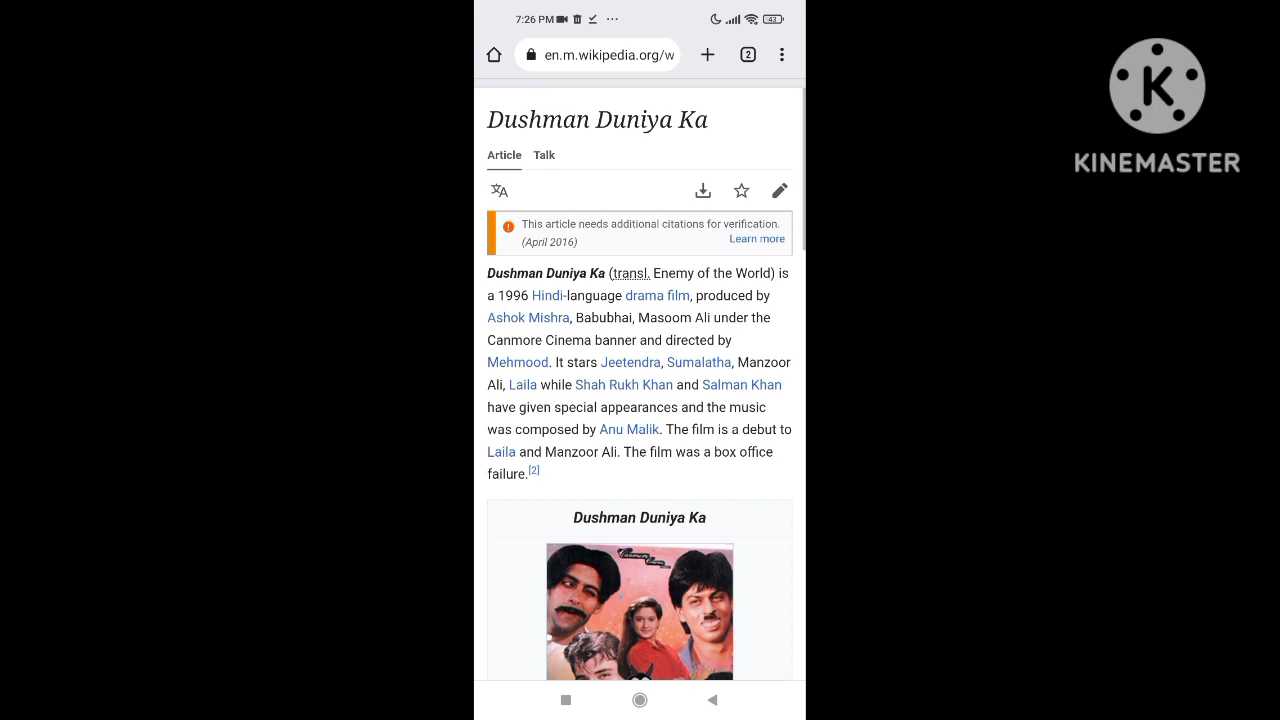 7:26 PM
43
en.m.wikipedia.org/w
2
K
KINEMASTER
Dushman Duniya Ka
Article Talk
This article needs additional citations for verification.
(April 2016) Learn more
Dushman Duniya Ka (transl. Enemy of the World) is
a 1996 Hindi-language drama film, produced by
Ashok Mishra, Babubhai, Masoom Ali under the
Canmore Cinema banner and directed by
Mehmood. It stars Jeetendra, Sumalatha, Manzoor
Ali, Laila while Shah Rukh Khan and Salman Khan
have given special appearances and the music
was composed by Anu Malik. The film is a debut to
Laila and Manzoor Ali. The film was a box office
failure.[2]
Dushman Duniya Ka
Canmore